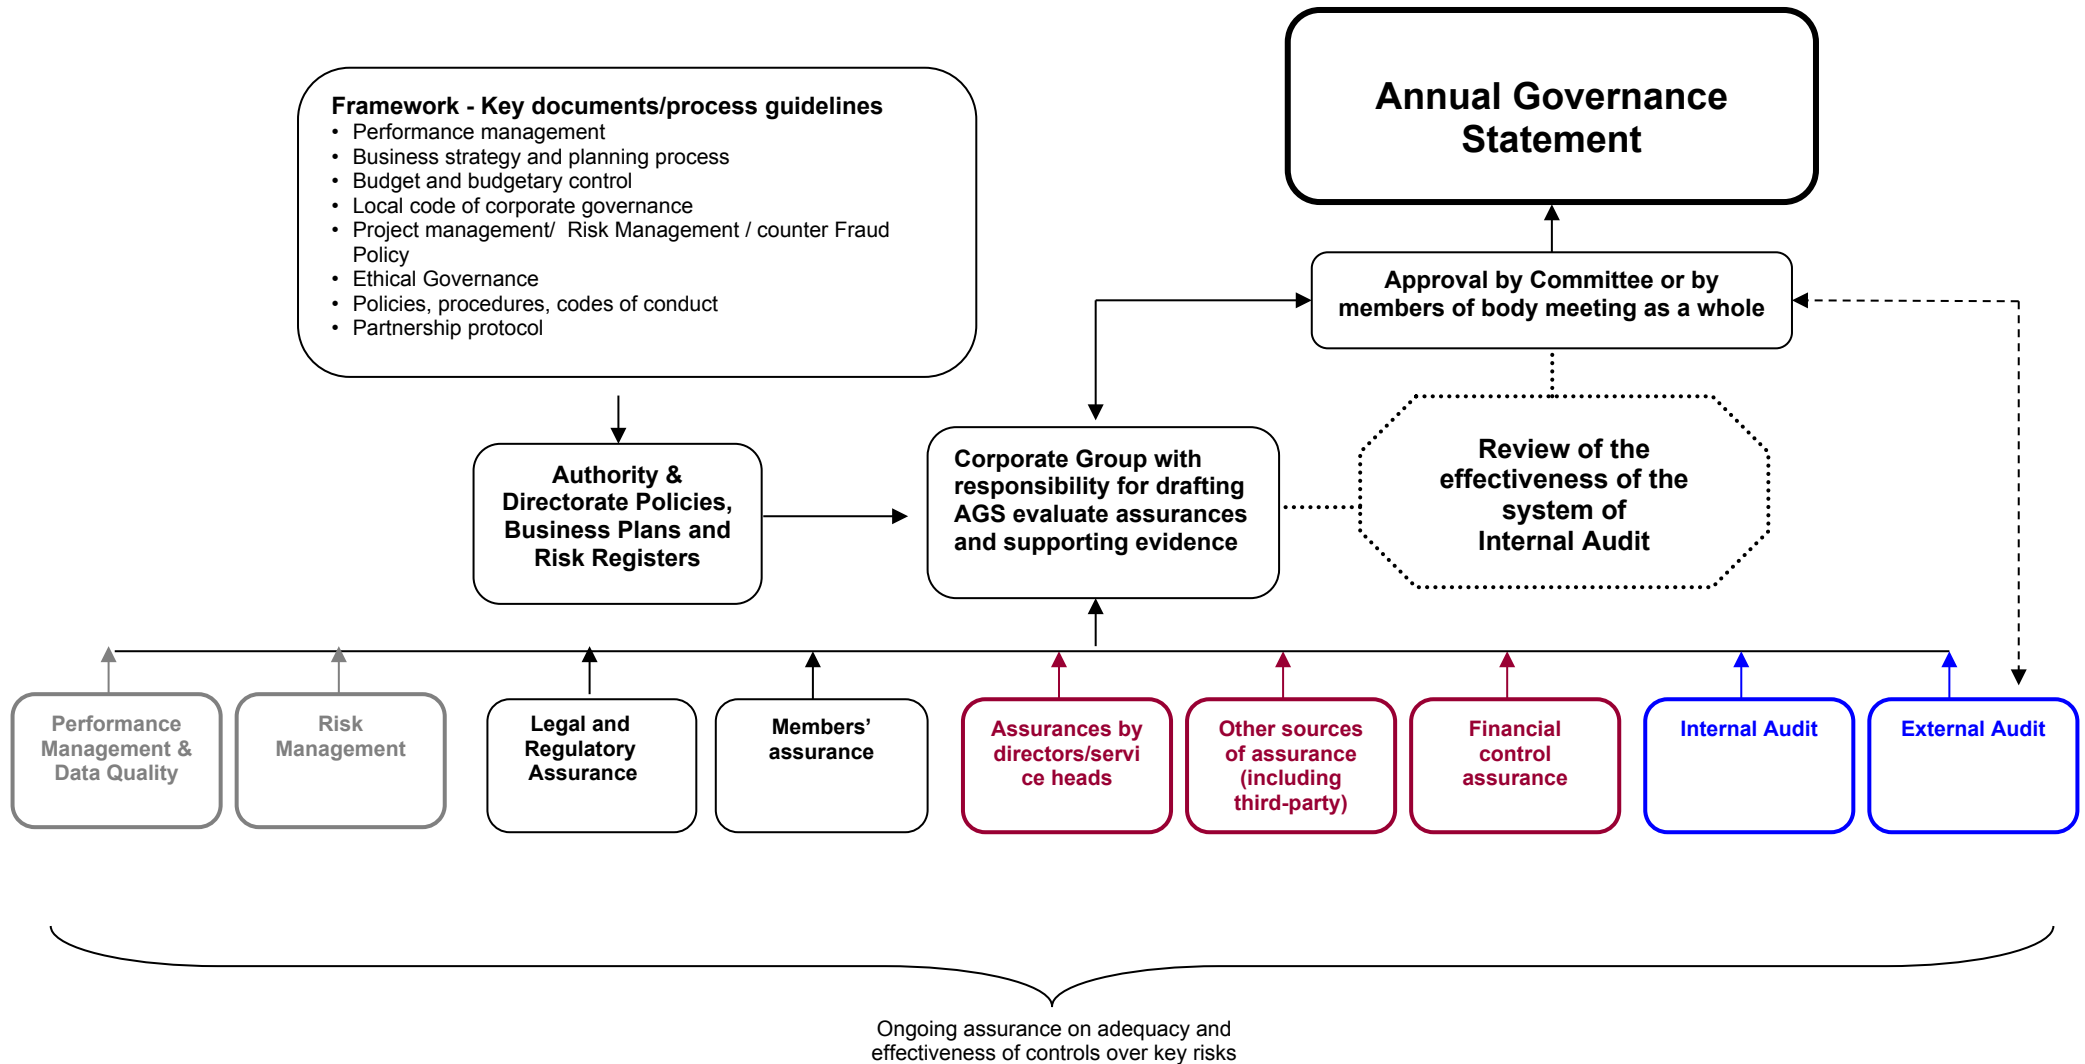 Annual Governance
Statement
Framework - Key documents/process guidelines
• Performance management
• Business strategy and planning process
• Budget and budgetary control
• Local code of corporate governance
• Project management/ Risk Management / counter Fraud
Policy
• Ethical Governance
• Policies, procedures, codes of conduct
• Partnership protocol
Approval by Committee or by
members of body meeting as a whole
Authority &
Directorate Policies,
Business Plans and
Risk Registers
Corporate Group with
responsibility for drafting
AGS evaluate assurances
and supporting evidence
Review of the
effectiveness of the
system of
Internal Audit
Performance
Management &
Data Quality
Risk
Management
Legal and
Regulatory
Assurance
Members’
assurance
Assurances by
directors/servi
ce heads
Other sources
of assurance
(including
third-party)
Financial
control
assurance
Internal Audit
External Audit
Ongoing assurance on adequacy and
effectiveness of controls over key risks